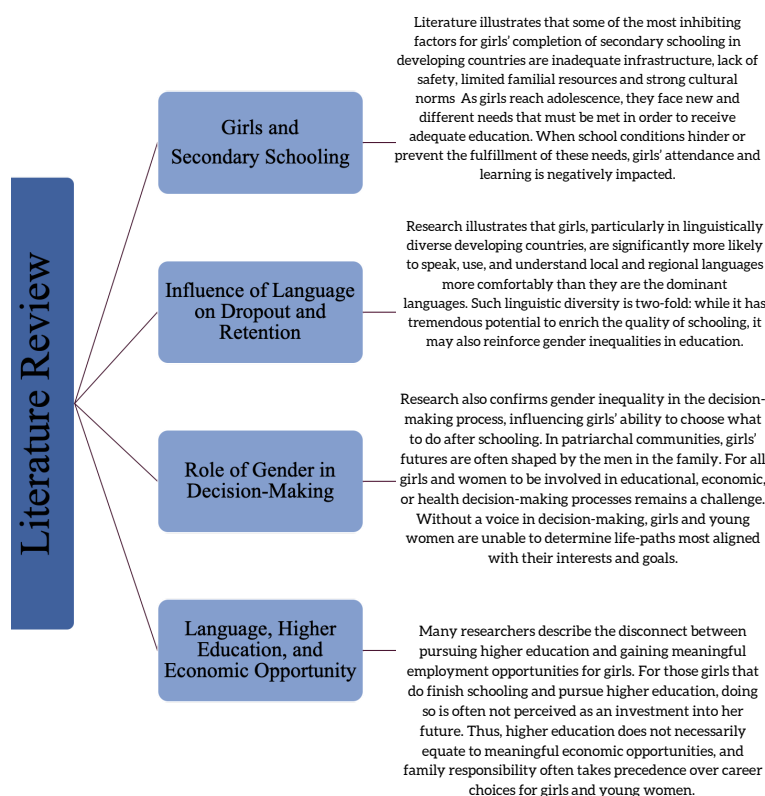 Literature Review
Girls and
Secondary Schooling
Literature illustrates that some of the most inhibiting
factors for girls' completion of secondary schooling in
developing countries are inadequate infrastructure, lack of
safety, limited familial resources and strong cultural
norms  As girls reach adolescence, they face new and
different needs that must be met in order to receive
adequate education. When school conditions hinder or
prevent the fulfillment of these needs, girls' attendance and
learning is negatively impacted.
Influence of Language
on Dropout and
Retention
Research illustrates that girls, particularly in linguistically
diverse developing countries, are significantly more likely
to speak, use, and understand local and regional languages
more comfortably than they are the dominant
languages. Such linguistic diversity is two-fold: while it has
tremendous potential to enrich the quality of schooling, it
may also reinforce gender inequalities in education.
Role of Gender in
Decision-Making
Research also confirms gender inequality in the decision-
making process, influencing girls' ability to choose what
to do after schooling. In patriarchal communities, girls'
futures are often shaped by the men in the family. For all
girls and women to be involved in educational, economic,
or health decision-making processes remains a challenge.
Without a voice in decision-making, girls and young
women are unable to determine life-paths most aligned
with their interests and goals.
Language, Higher
Education, and
Economic Opportunity
Many researchers describe the disconnect between
pursuing higher education and gaining meaningful
employment opportunities for girls. For those girls that
do finish schooling and pursue higher education, doing
so is often not perceived as an investment into her
future. Thus, higher education does not necessarily
equate to meaningful economic opportunities, and
family responsibility often takes precedence over career
choices for girls and young women.